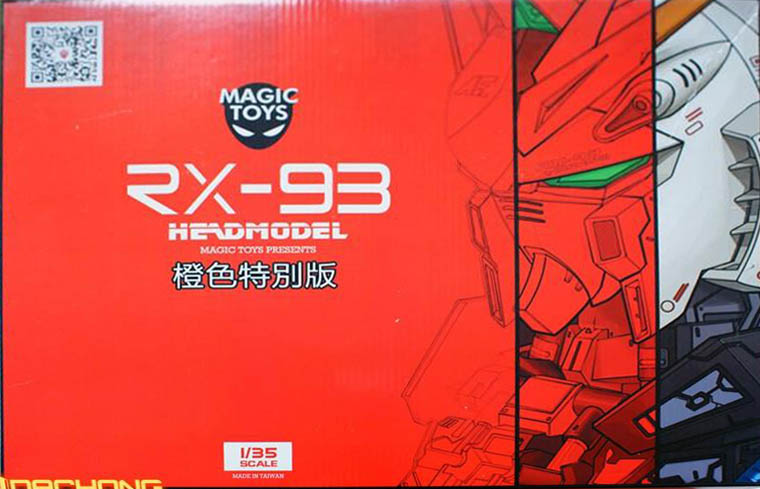 MAGIC
TOYS
RX-93
HEADMODEL
MAGIC TOYS PRESENTS
橙色特別版
1/35
SCALE
MADE IN TAIWAN
DACHONG